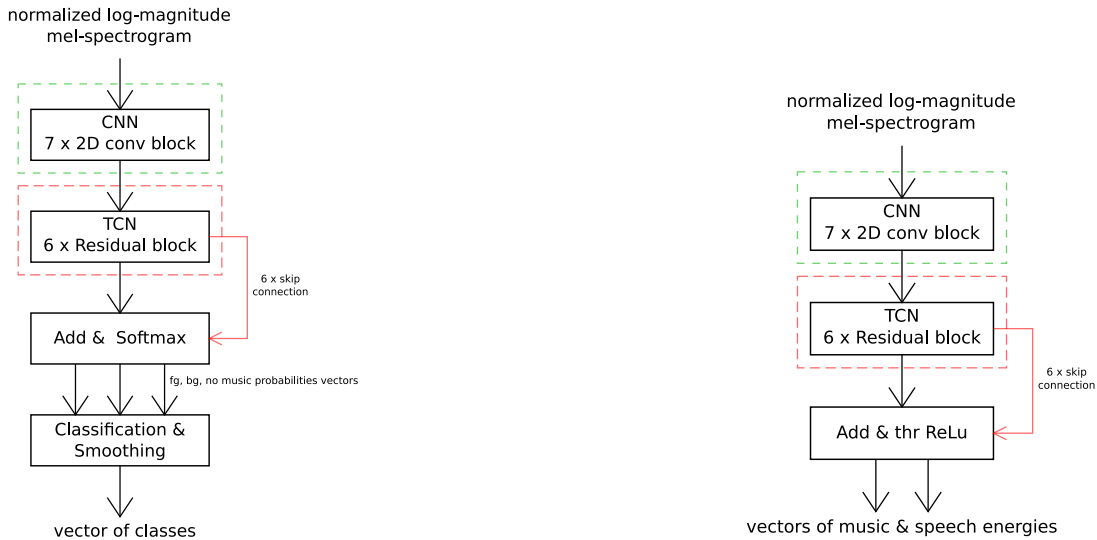 normalized log-magnitude
mel-spectrogram
CNN
7 x 2D conv block
TCN
6 x Residual block
6 x skip
connection
Add &  Softmax
fg, bg, no music probabilities vectors
Classification &
Smoothing
vector of classes
normalized log-magnitude
mel-spectrogram
CNN
7 x 2D conv block
TCN
6 x Residual block
6 x skip
connection
Add & thr ReLu
vectors of music & speech energies